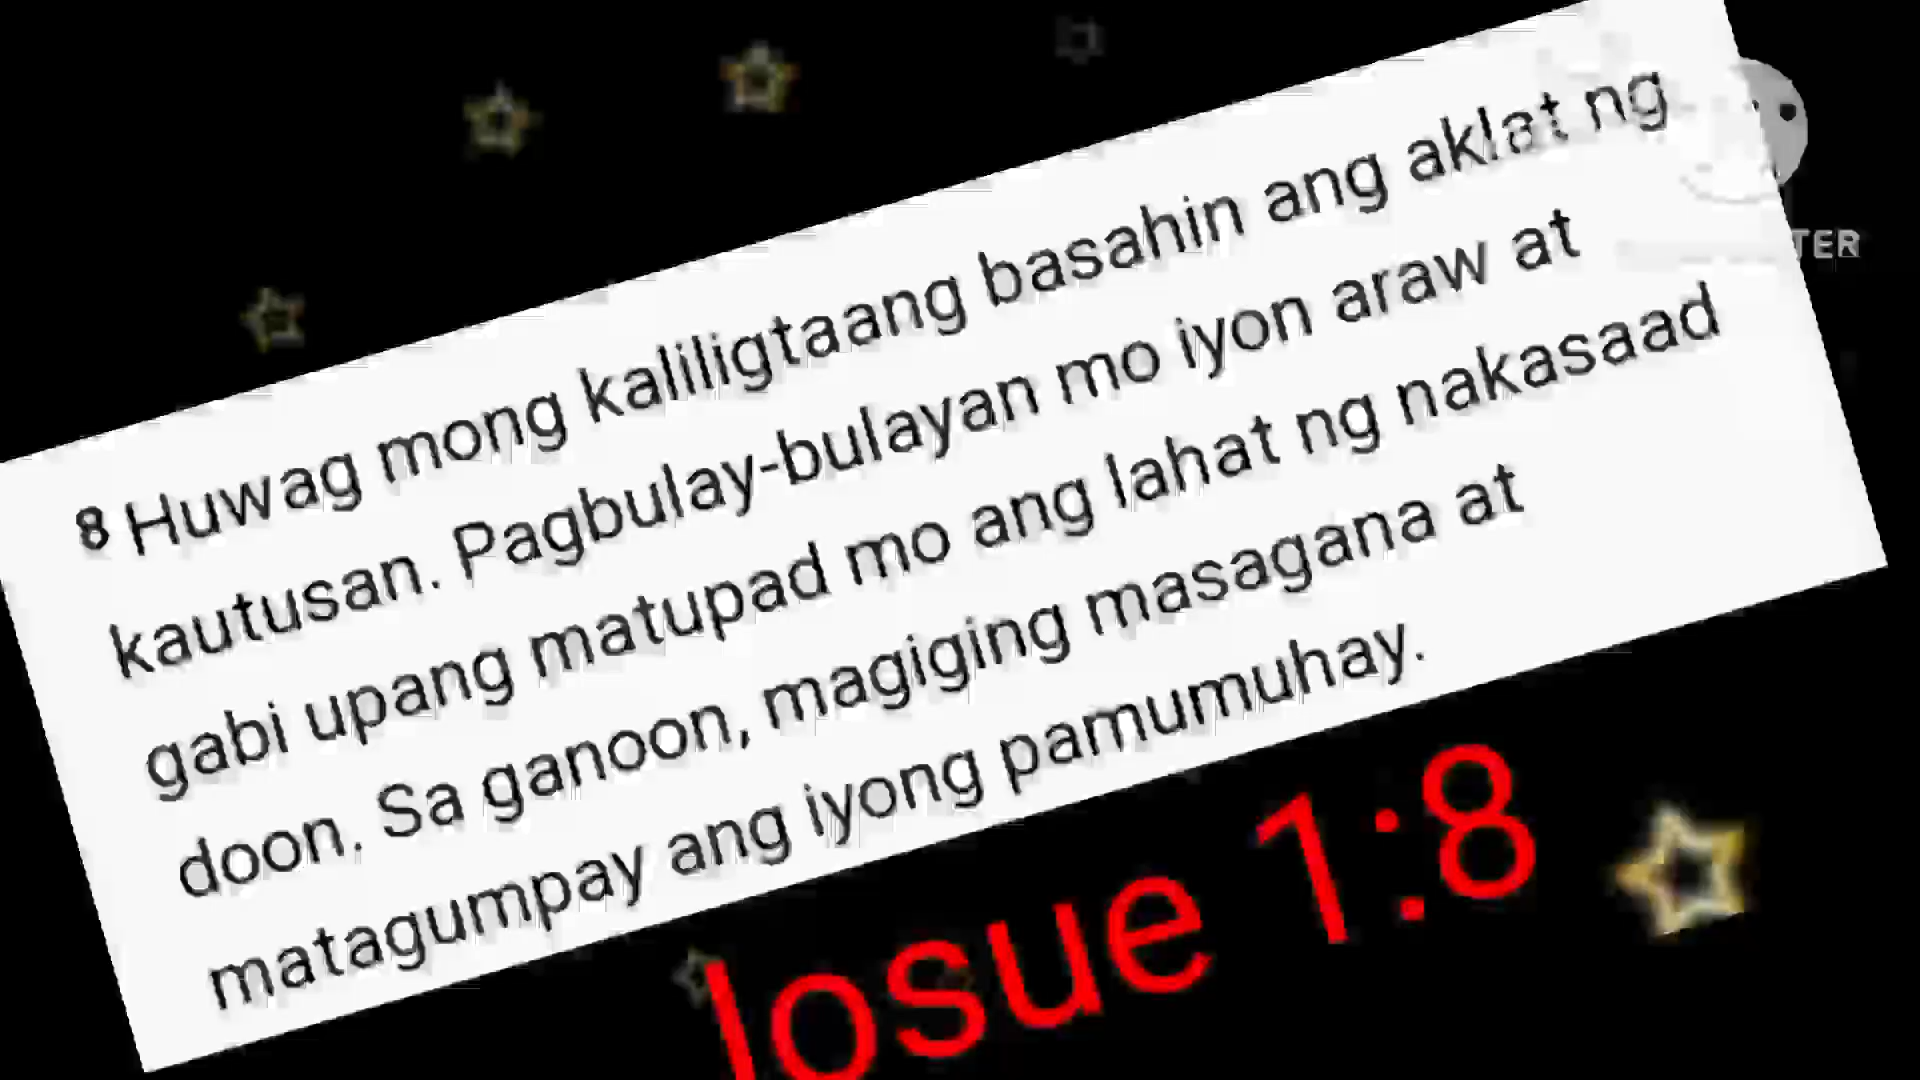 8 Huwag mong kaliligtaang basahin ang aklat ng
kautusan. Pagbulay-bulayan mo iyon araw at
gabi upang matupad mo ang lahat ng nakasaad
doon. Sa ganoon, magiging masagana at
matagumpay ang iyong pamumuhay.
Josue 1:8